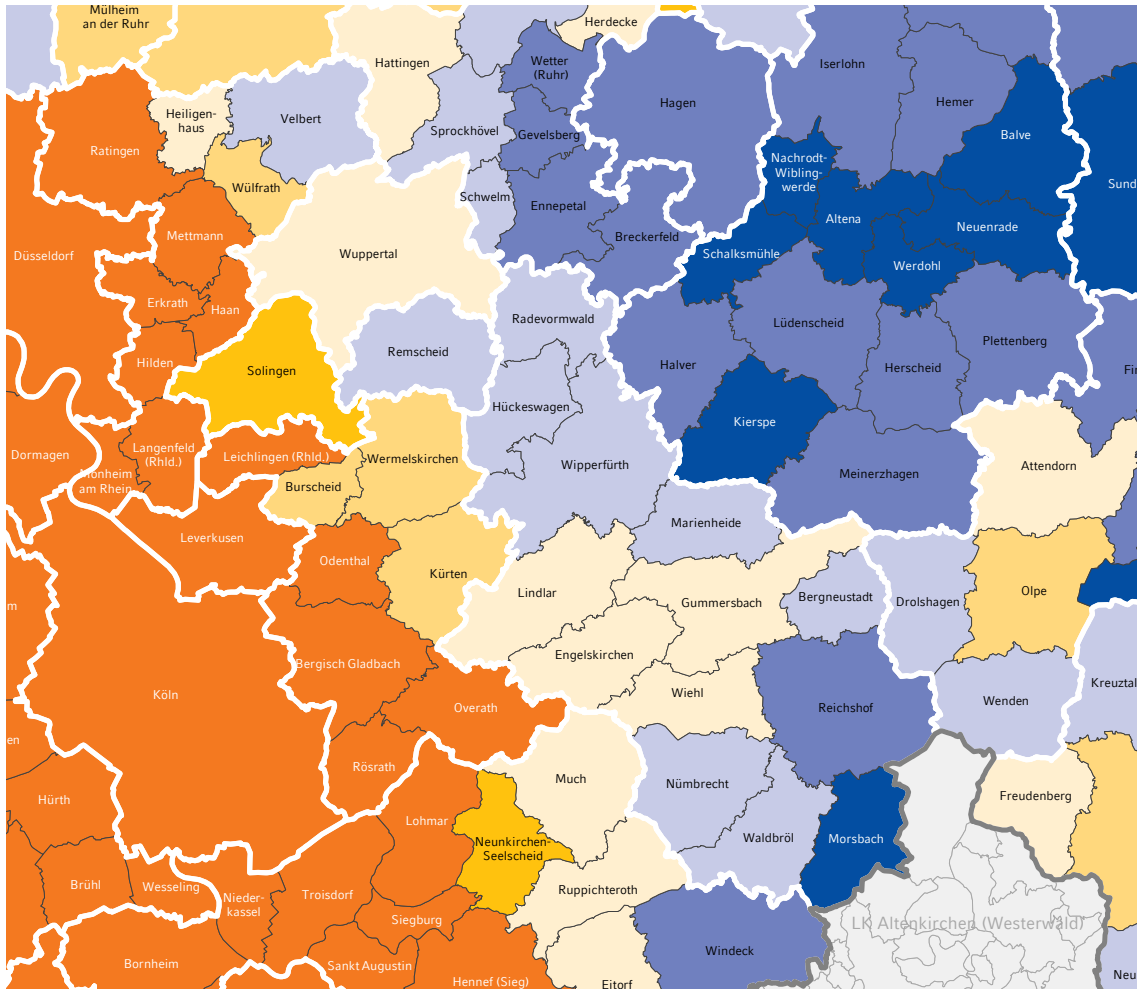 Mülheim
an der Ruhr
Herdecke
Hattingen
Wetter
(Ruhr)
Iserlohn
Hemer
Hagen
Heiligen-
haus
Velbert
Sprockhövel
Gevelsberg
Balve
Ratingen
Nachrodt-
Wibling-
werde
Wülfrath
Schwelm
Ennepetal
Sund
Altena
Mettmann
Breckerfeld
Neuenrade
Düsseldorf
Wuppertal
Schalksmühle
Werdohl
Erkrath
Haan
Radevormwald
Lüdenscheid
Plettenberg
Remscheid
Hilden
Solingen
Halver
Herscheid
Fin
Hückeswagen
Kierspe
Dormagen
Langenfeld
(Rhld.)
Leichlingen (Rhld.)
Wermelskirchen
Wipperfürth
Attendorn
Monheim
am Rhein
Burscheid
Meinerzhagen
Marienheide
Leverkusen
Odenthal
Kürten
Lindlar
Gummersbach
Bergneustadt
Drolshagen
Olpe
m
Engelskirchen
Bergisch Gladbach
Kreuztal
Köln
Wiehl
Overath
Reichshof
Wenden
en
Rösrath
Much
Nümbrecht
Hürth
Freudenberg
Lohmar
Neunkirchen-
Seelscheid
Waldbröl
Morsbach
Brühl
Wesseling
Nieder-
kassel
Troisdorf
Ruppichteroth
Siegburg
LK Altenkirchen (Westerwald)
Windeck
Bornheim
Sankt Augustin
Hennef (Sieg)
Eitorf
Neu